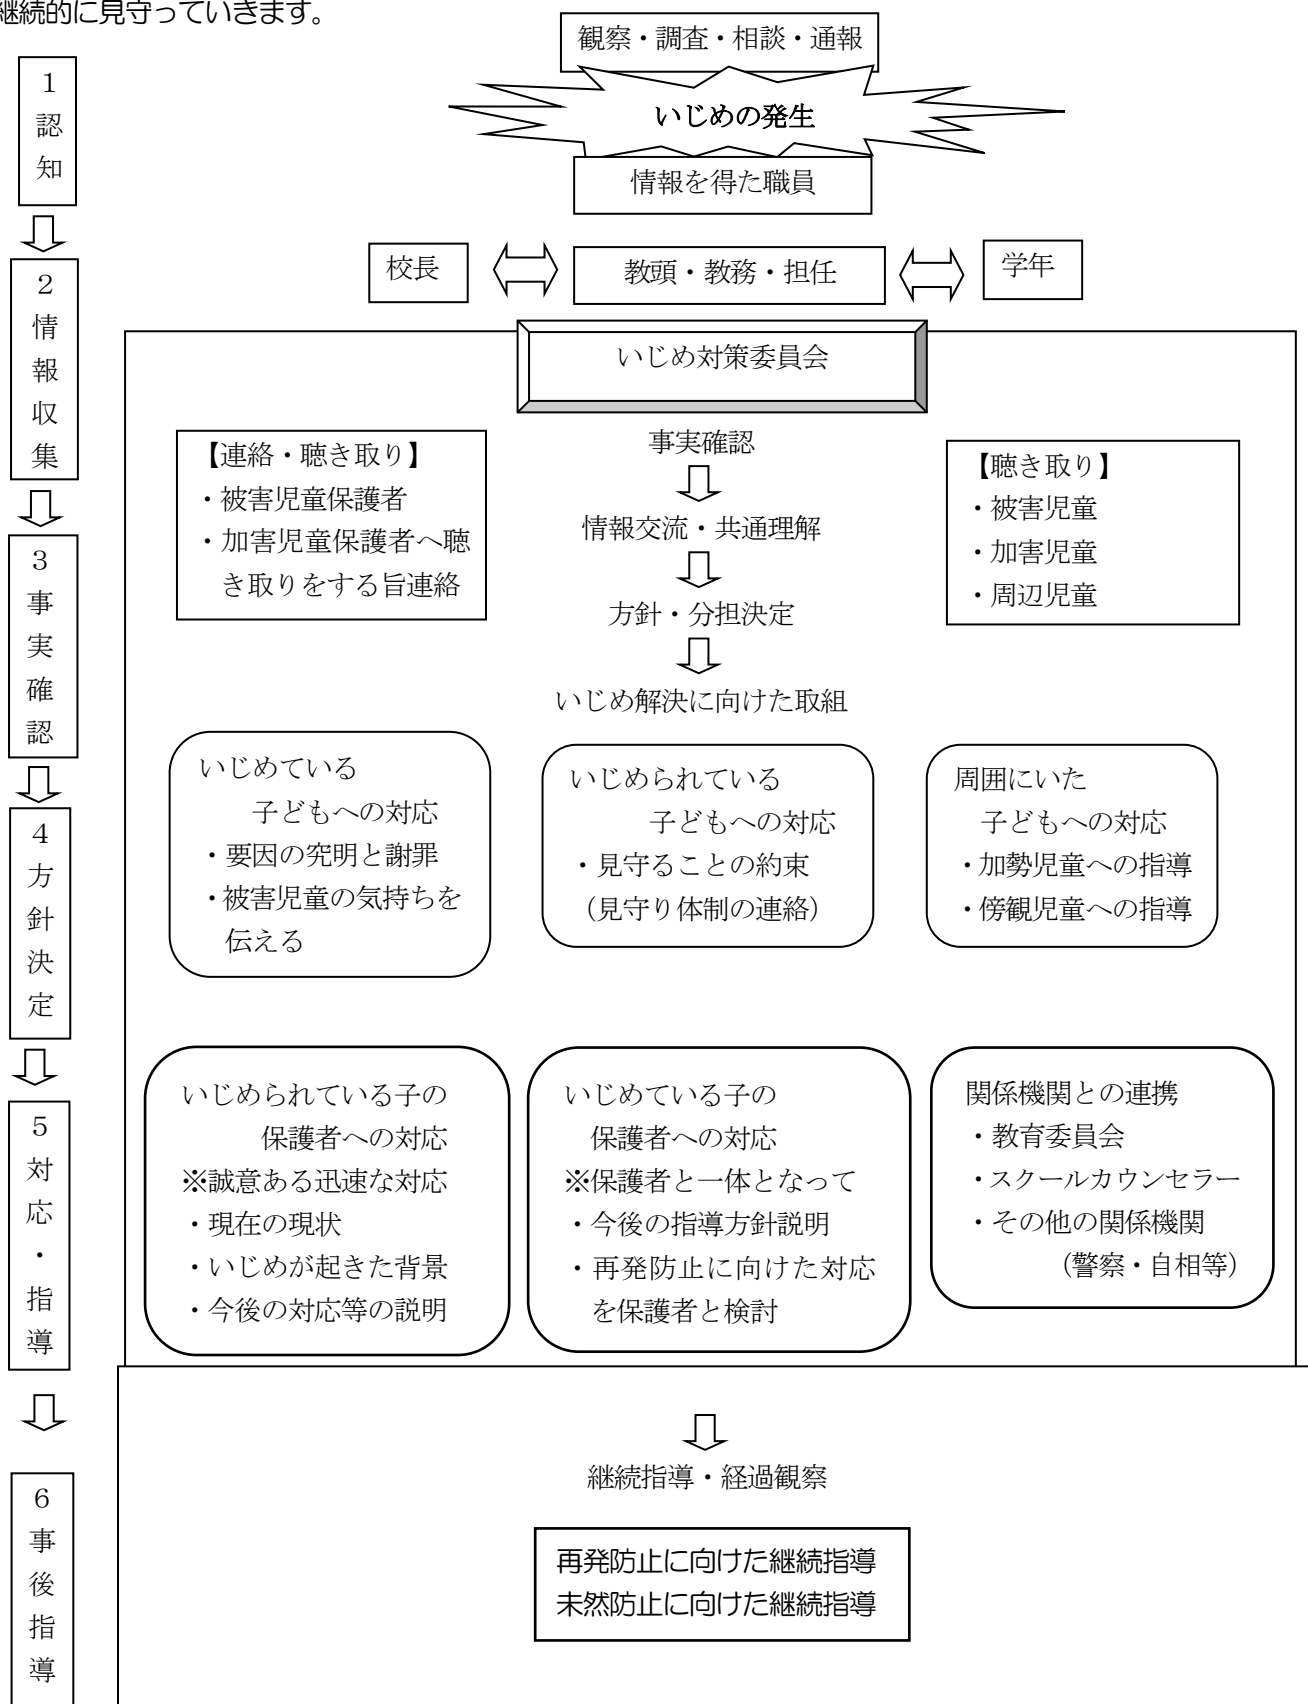 継続的に見守っていきます。
観察・調査・相談・通報
いじめの発生
情報を得た職員
校長
教頭・教務・担任
学年
いじめ対策委員会
事実確認
情報交流・共通理解
方針・分担決定
いじめ解決に向けた取組
【連絡・聴き取り】
・被害児童保護者
・加害児童保護者へ聴
き取りをする旨連絡
【聴き取り】
・被害児童
・加害児童
・周辺児童
いじめている
子どもへの対応
・要因の究明と謝罪
・被害児童の気持ちを
伝える
いじめられている
子どもへの対応
・見守ることの約束
（見守り体制の連絡）
周囲にいた
子どもへの対応
・加勢児童への指導
・傍観児童への指導
いじめられている子の
保護者への対応
※誠意ある迅速な対応
・現在の現状
・いじめが起きた背景
・今後の対応等の説明
いじめている子の
保護者への対応
※保護者と一体となって
・今後の指導方針説明
・再発防止に向けた対応
を保護者と検討
関係機関との連携
・教育委員会
・スクールカウンセラー
・その他の関係機関
（警察・自相等）
継続指導・経過観察
再発防止に向けた継続指導
未然防止に向けた継続指導
１認知
２情報収集
３事実確認
４方針決定
５対応・指導
６事後指導